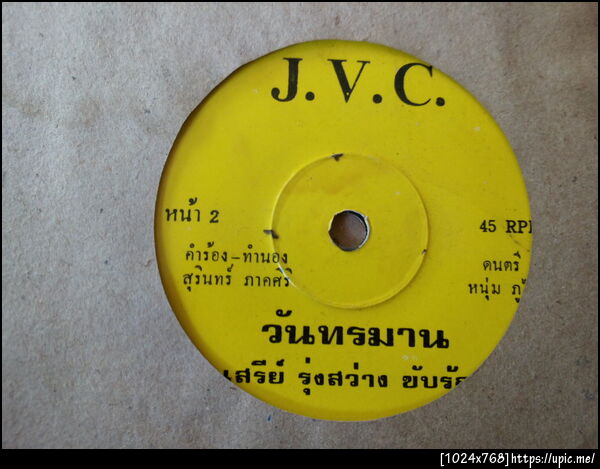 J.V.C.
หน้า 2
45 RP
คำร้อง-ทำนอง
ดนตรี
สุรินทร์ ภาคศิริ
หนุ่ม ภู
วันทรมาน
เสรีย์ รุ่งสว่าง ขับร้อ
[1024x768]https://upic.me/